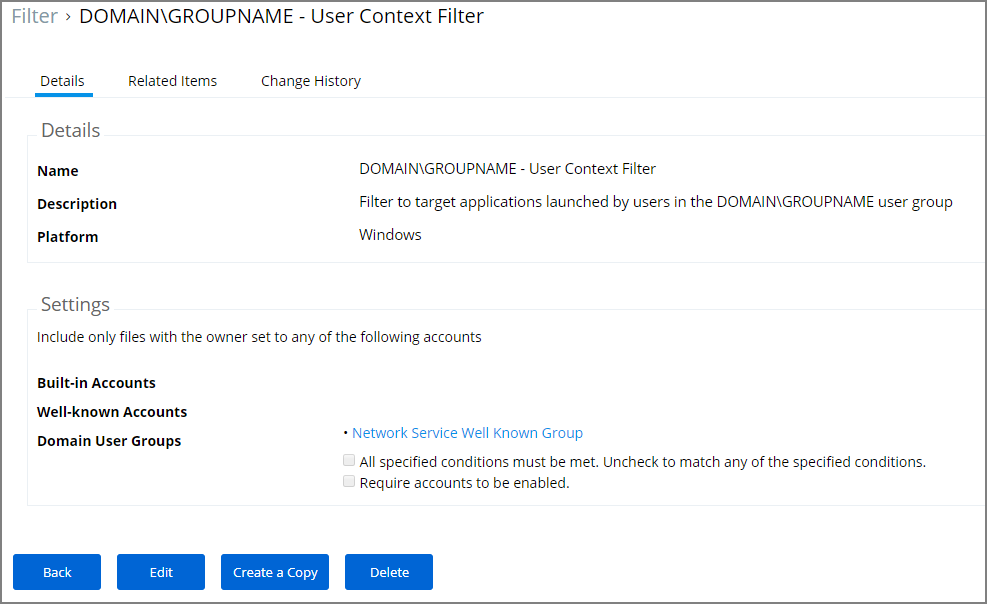 Filter › DOMAIN\GROUPNAME - User Context Filter
Details Related Items Change History
Details
Name DOMAIN\GROUPNAME - User Context Filter
Description Filter to target applications launched by users in the DOMAIN\GROUPNAME user group
Platform Windows
Settings
Include only files with the owner set to any of the following accounts
Built-in Accounts
Well-known Accounts
Domain User Groups • Network Service Well Known Group
All specified conditions must be met. Uncheck to match any of the specified conditions.
Require accounts to be enabled.
Back Edit Create a Copy Delete